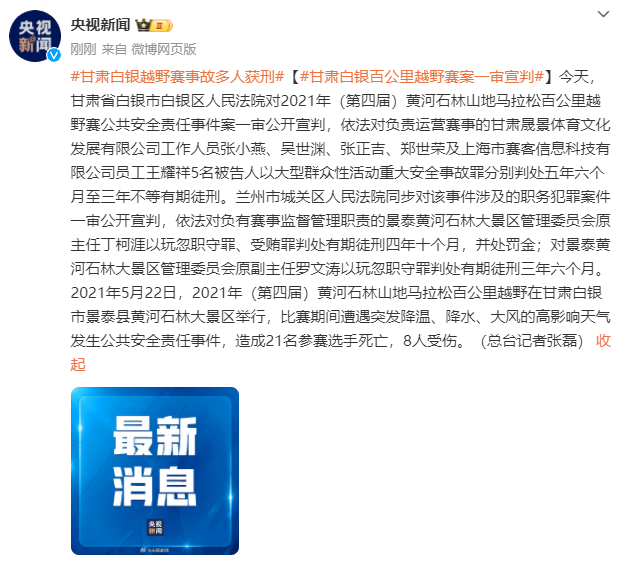 央视新闻
央视新闻
刚刚 来自 微博网页版
#甘肃白银越野赛事故多人获刑#【#甘肃白银百公里越野赛案一审宣判#】今天，
甘肃省白银市白银区人民法院对2021年（第四届）黄河石林山地马拉松百公里越
野赛公共安全责任事件案一审公开宣判，依法对负责运营赛事的甘肃晟景体育文化
发展有限公司工作人员张小燕、吴世渊、张正吉、郑世荣及上海市赛客信息科技有
限公司员工王耀祥5名被告人以大型群众性活动重大安全事故罪分别判处五年六个
月至三年不等有期徒刑。兰州市城关区人民法院同步对该事件涉及的职务犯罪案件
一审公开宣判，依法对负有赛事监督管理职责的景泰黄河石林大景区管理委员会原
主任丁柯涯以玩忽职守罪、受贿罪判处有期徒刑四年十个月，并处罚金；对景泰黄
河石林大景区管理委员会原副主任罗文涛以玩忽职守罪判处有期徒刑三年六个月。
2021年5月22日，2021年（第四届）黄河石林山地马拉松百公里越野在甘肃白银
市景泰县黄河石林大景区举行，比赛期间遭遇突发降温、降水、大风的高影响天气
发生公共安全责任事件，造成21名参赛选手死亡，8人受伤。（总台记者张磊） 收
起
最新
消息
央视
新闻
@央视新闻